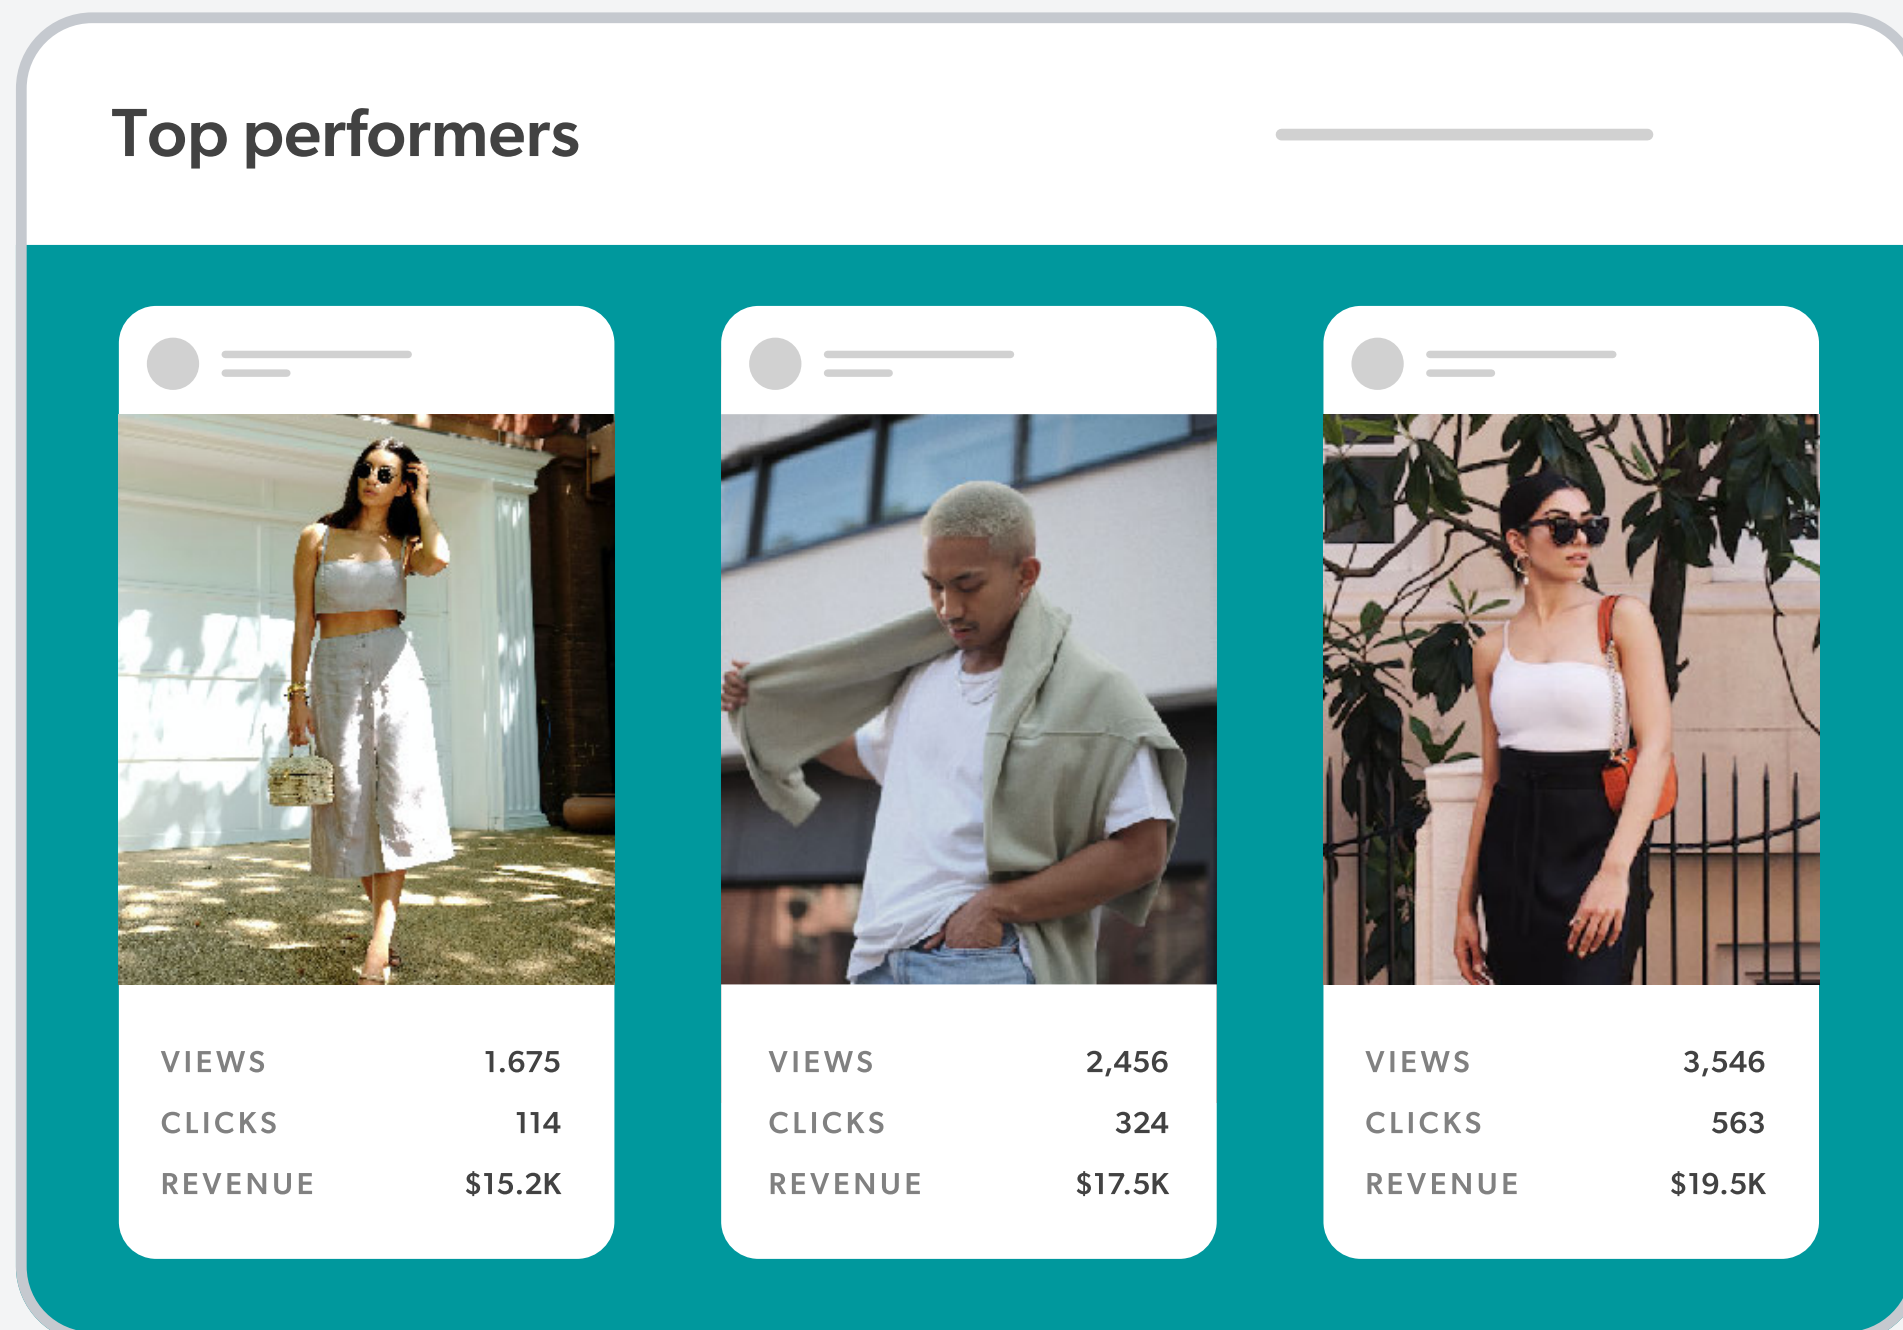 Top performers
VIEWS 1.675
CLICKS 114
REVENUE $15.2K
VIEWS 2,456
CLICKS 324
REVENUE $17.5K
VIEWS 3,546
CLICKS 563
REVENUE $19.5K